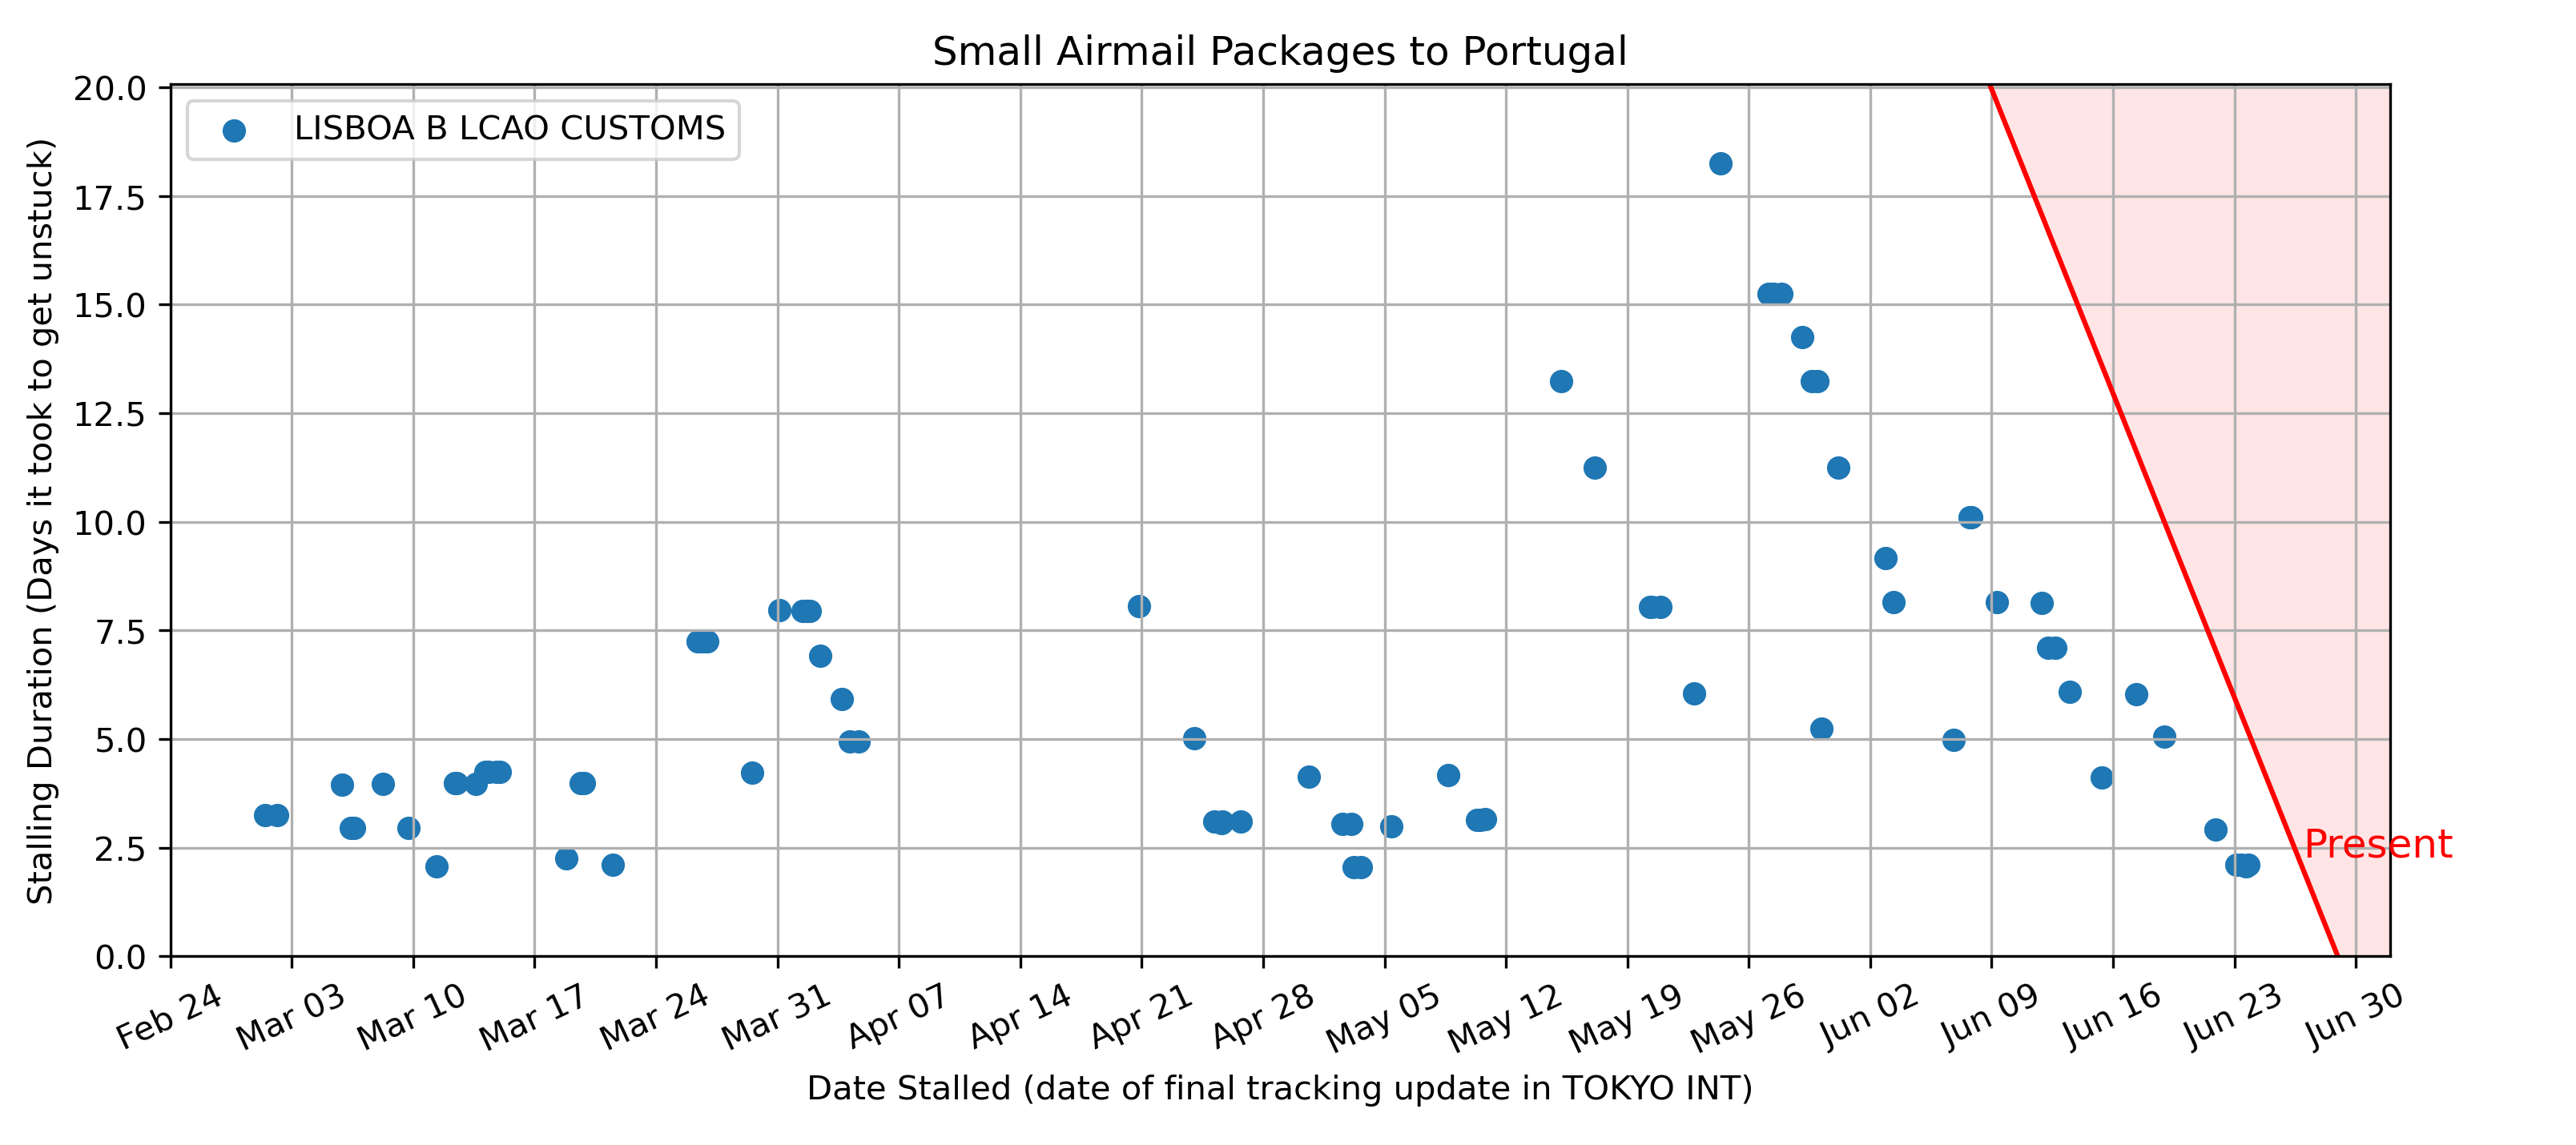 Small Airmail Packages to Portugal
LISBOA B LCAO CUSTOMS
Stalling Duration (Days it took to get unstuck)
20.0
17.5
15.0
12.5
10.0
7.5
5.0
2.5
0.0
Present
Feb 24
Mar 03
Mar 10
Mar 17
Mar 24
Mar 31
Apr 07
Apr 14
Apr 21
Apr 28
May 05
May 12
May 19
May 26
Jun 02
Jun 09
Jun 16
Jun 23
Jun 30
Date Stalled (date of final tracking update in TOKYO INT)